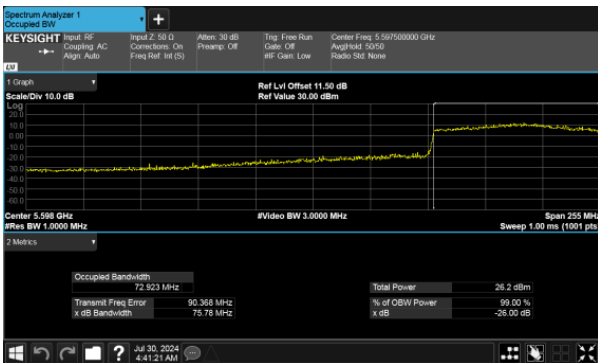 Spectrum Analyzer 1
Occupied BW
+
KEYSIGHT Input: RF Input Z: 50 Ω Atten: 30 dB Trig: Free Run Center Freq: 5.597500000 GHz
Coupling: AC Corrections: On Preamp: Off Gate: Off Avg|Hold: 50/50
Align: Auto Freq Ref: Int (S) #IF Gain: Low Radio Std: None
1 Graph Ref Lvl Offset 11.50 dB
Scale/Div 10.0 dB Ref Value 30.00 dBm
Log
20.0
10.0
0.00
-10.0
-20.0
-30.0
-40.0
-50.0
-60.0
Center 5.598 GHz #Video BW 3.0000 MHz Span 255 MHz
#Res BW 1.0000 MHz Sweep 1.00 ms (1001 pts
2 Metrics
Occupied Bandwidth
72.923 MHz Total Power 26.2 dBm
Transmit Freq Error 90.368 MHz % of OBW Power 99.00 %
x dB Bandwidth 75.78 MHz x dB -26.00 dB
? Jul 30, 2024
4:41:21 AM